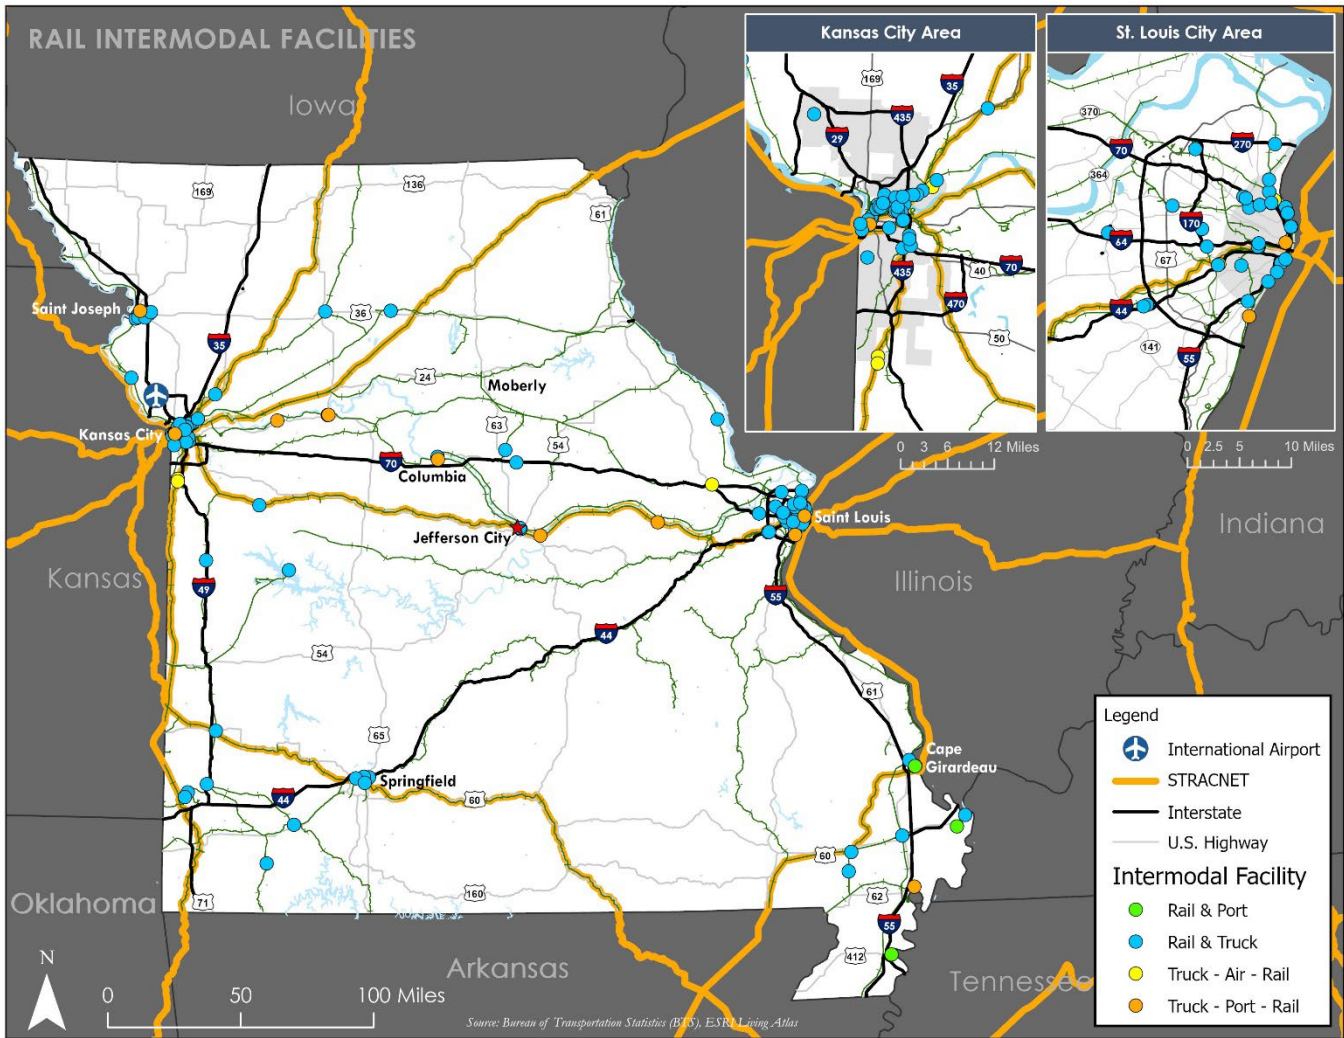 RAIL INTERMODAL FACILITIES
Kansas City Area
St. Louis City Area
Iowa
169
136
61
Saint Joseph
36
35
24
Moberly
63
54
Kansas City
70
Columbia
Jefferson City
Saint Louis
Kansas
49
Illinois
Indiana
55
44
54
61
65
Springfield
Cape
Girardeau
44
60
60
Oklahoma
71
160
62
55
412
Arkansas
Tennessee
169
35
435
29
40
70
435
470
50
0 3 6 12 Miles
370
70
270
364
170
64
67
44
141
55
0 2.5 5 10 Miles
Legend
International Airport
STRACNET
Interstate
U.S. Highway
Intermodal Facility
Rail & Port
Rail & Truck
Truck - Air - Rail
Truck - Port - Rail
N
0 50 100 Miles
Source: Bureau of Transportation Statistics (BTS), ESRI Living Atlas